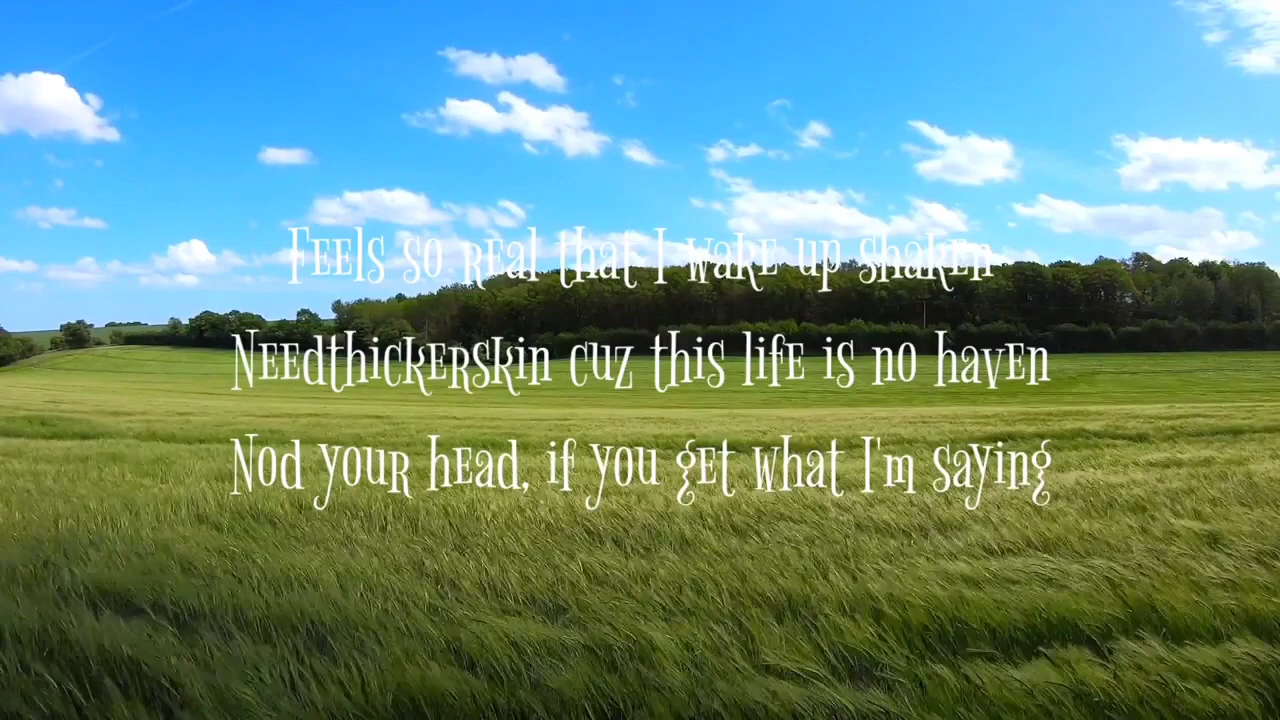 Feels so real that I wake up shaken
Needthickerskin cuz this life is no haven
Nod your head, if you get what I'm saying